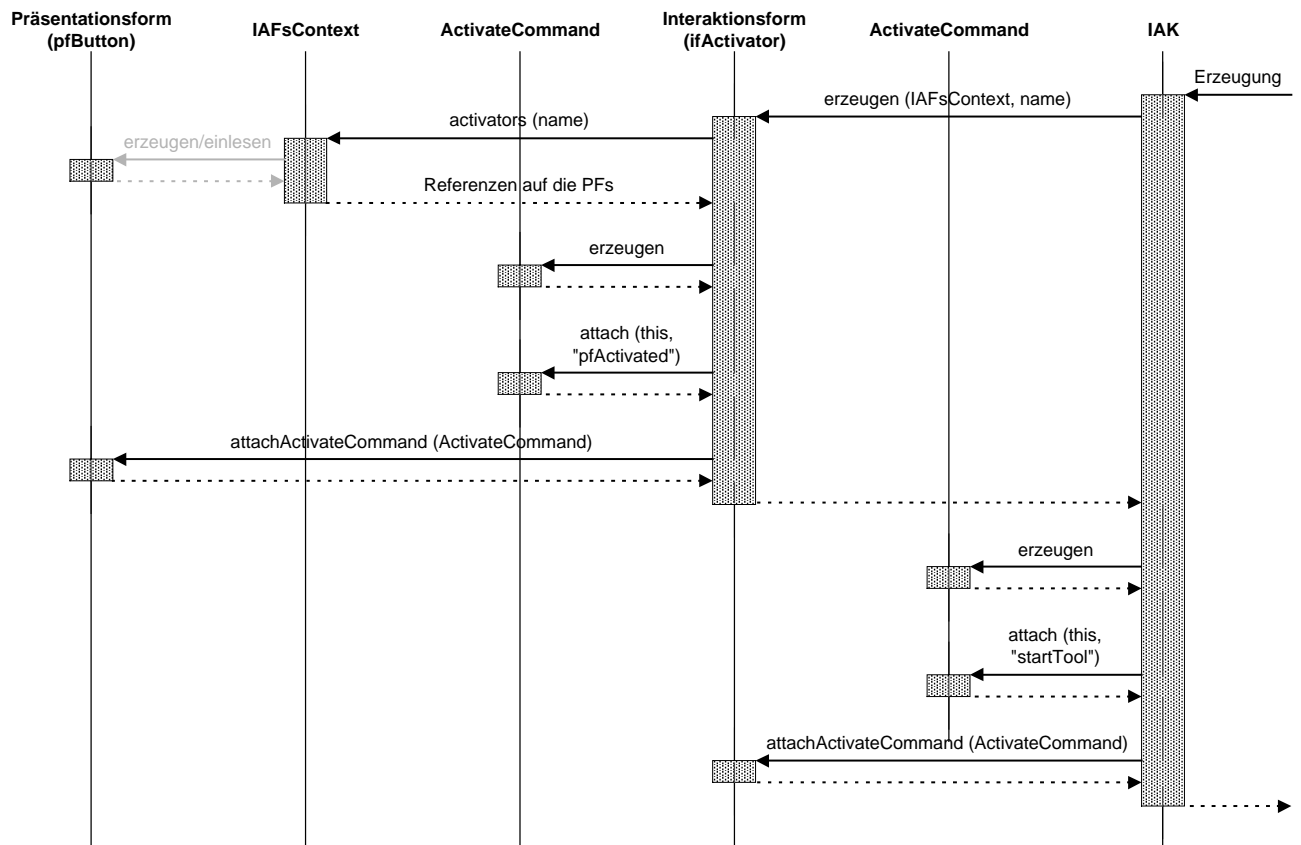 Präsentationsform
(pfButton)
IAFsContext
ActivateCommand
Interaktionsform
(ifActivator)
ActivateCommand
IAK
Erzeugung
erzeugen (IAFsContext, name)
activators (name)
erzeugen/einlesen
Referenzen auf die PFs
erzeugen
attach (this,
"pfActivated")
attachActivateCommand (ActivateCommand)
erzeugen
attach (this,
"startTool")
attachActivateCommand (ActivateCommand)